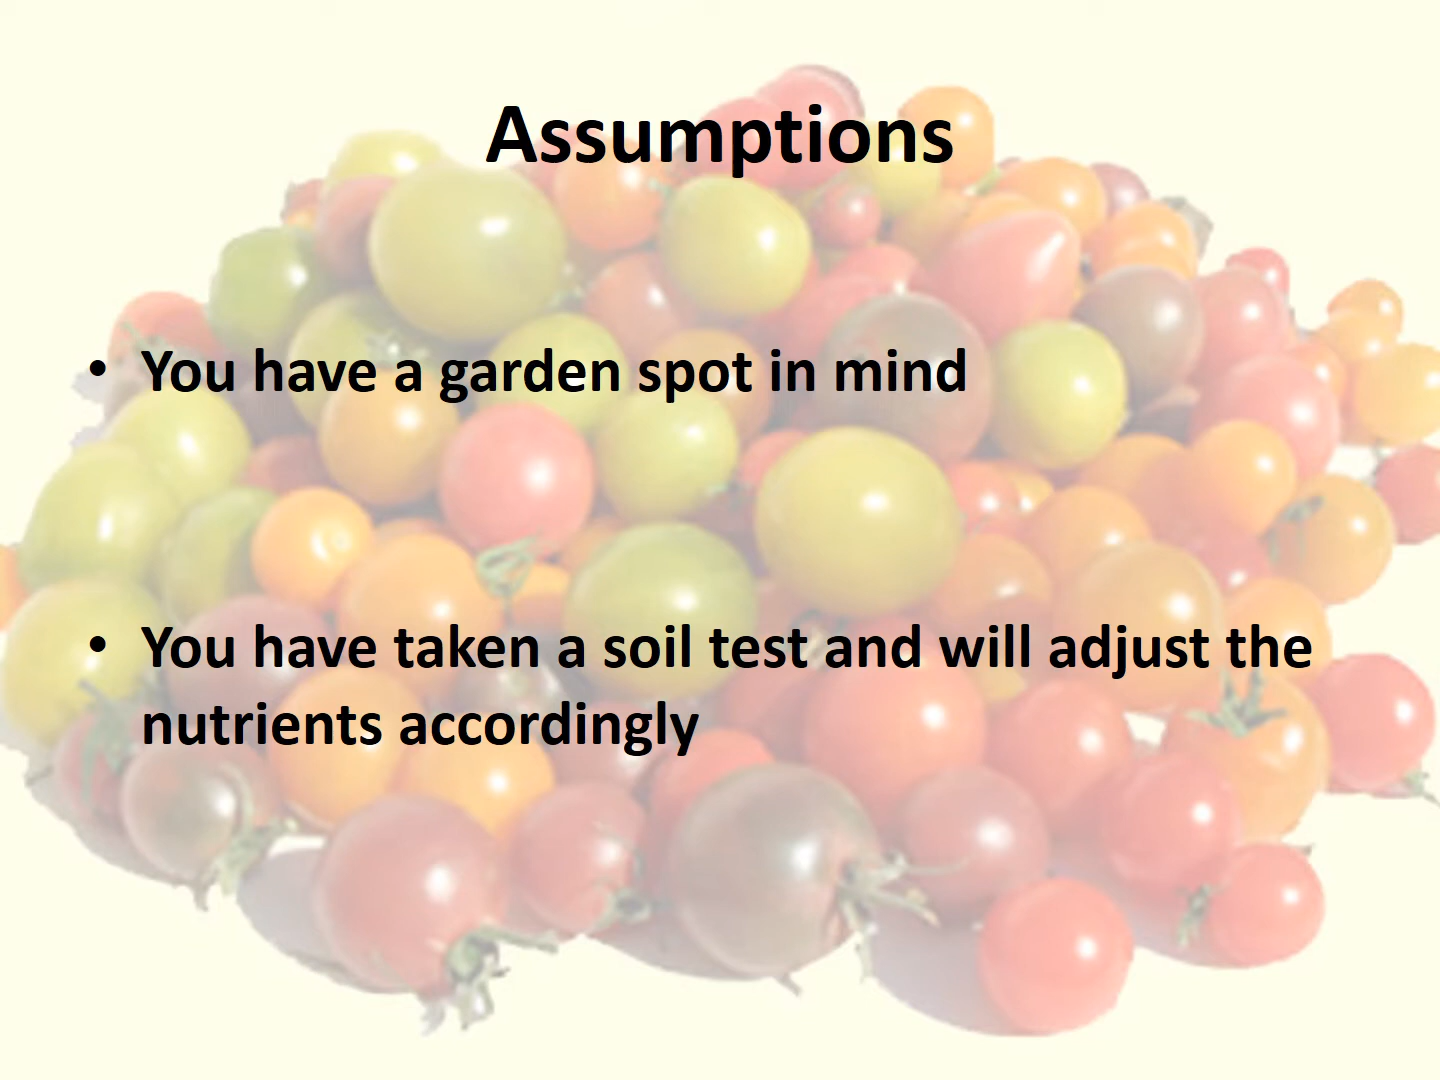 Assumptions
• You have a garden spot in mind
• You have taken a soil test and will adjust the
nutrients accordingly